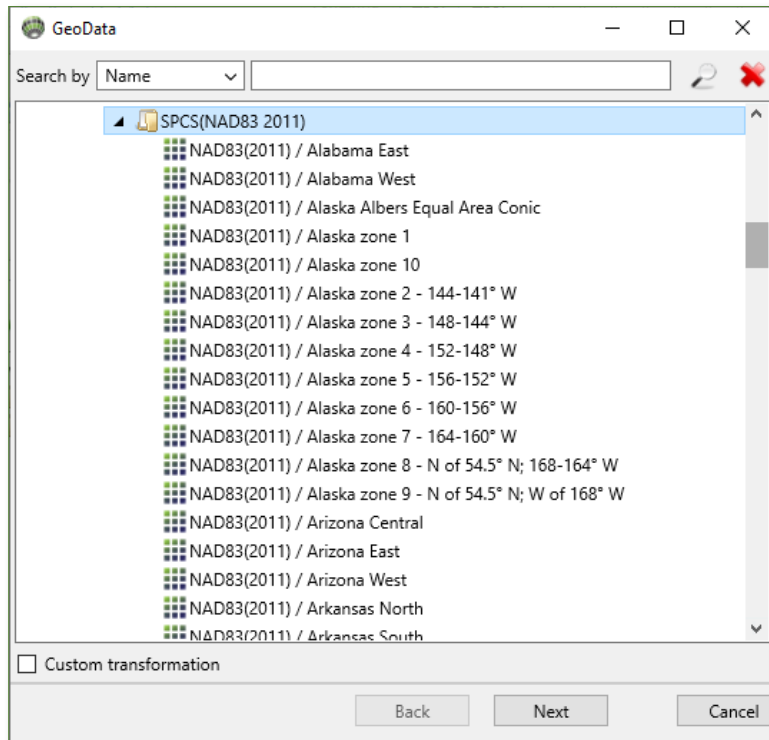 GeoData
Search by Name
SPCS(NAD83 2011)
NAD83(2011) / Alabama East
NAD83(2011) / Alabama West
NAD83(2011) / Alaska Albers Equal Area Conic
NAD83(2011) / Alaska zone 1
NAD83(2011) / Alaska zone 10
NAD83(2011) / Alaska zone 2 - 144-141° W
NAD83(2011) / Alaska zone 3 - 148-144° W
NAD83(2011) / Alaska zone 4 - 152-148° W
NAD83(2011) / Alaska zone 5 - 156-152° W
NAD83(2011) / Alaska zone 6 - 160-156° W
NAD83(2011) / Alaska zone 7 - 164-160° W
NAD83(2011) / Alaska zone 8 - N of 54.5° N; 168-164° W
NAD83(2011) / Alaska zone 9 - N of 54.5° N; W of 168° W
NAD83(2011) / Arizona Central
NAD83(2011) / Arizona East
NAD83(2011) / Arizona West
NAD83(2011) / Arkansas North
NAD83(2011) / Arkansas South
Custom transformation
Back Next Cancel